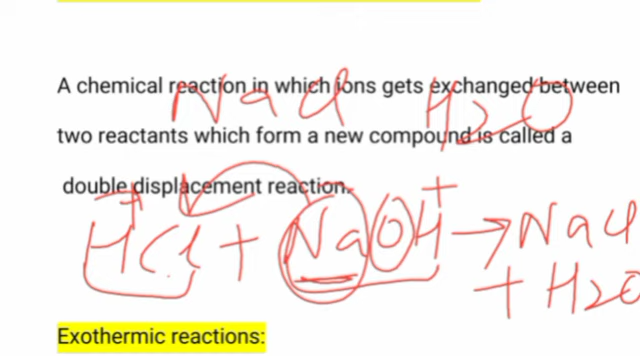 A chemical reaction in which ions gets exchanged between
NaCl H2O
two reactants which form a new compound is called a
double displacement reaction.
HCl + NaOH → NaCl
+ H2O
Exothermic reactions: